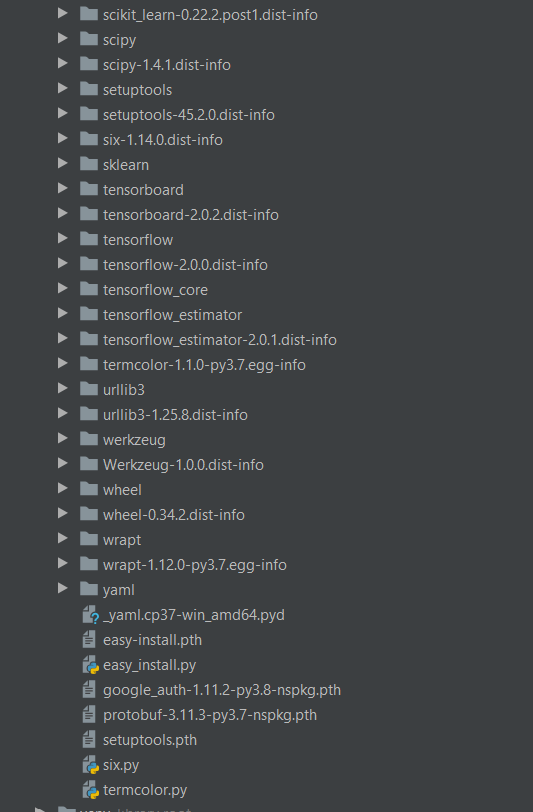 scikit_learn-0.22.2.post1.dist-info
scipy
scipy-1.4.1.dist-info
setuptools
setuptools-45.2.0.dist-info
six-1.14.0.dist-info
sklearn
tensorboard
tensorboard-2.0.2.dist-info
tensorflow
tensorflow-2.0.0.dist-info
tensorflow_core
tensorflow_estimator
tensorflow_estimator-2.0.1.dist-info
termcolor-1.1.0-py3.7.egg-info
urllib3
urllib3-1.25.8.dist-info
werkzeug
Werkzeug-1.0.0.dist-info
wheel
wheel-0.34.2.dist-info
wrapt
wrapt-1.12.0-py3.7.egg-info
yaml
_yaml.cp37-win_amd64.pyd
easy-install.pth
easy_install.py
google_auth-1.11.2-py3.8-nspkg.pth
protobuf-3.11.3-py3.7-nspkg.pth
setuptools.pth
six.py
termcolor.py